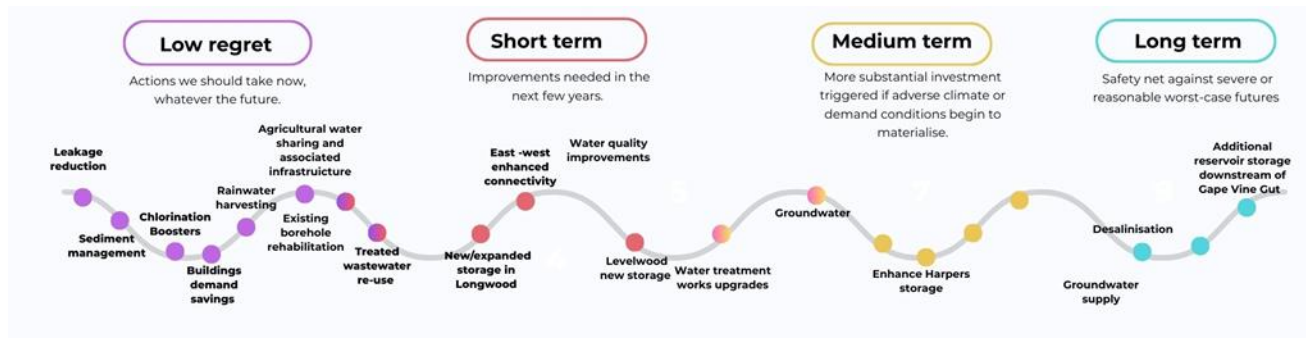 Low regret
Actions we should take now,
whatever the future.
Short term
Improvements needed in the
next few years.
Medium term
More substantial investment
triggered if adverse climate or
demand conditions begin to
materialise.
Long term
Safety net against severe or
reasonable worst-case futures
Leakage
reduction
Sediment
management
Chlorination
Boosters
Buildings
demand
savings
Rainwater
harvesting
Agricultural water
sharing and
associated
infrastruicture
Existing
borehole
rehabilitation
Treated
wastewater
re-use
New/expanded
storage in
Longwood
4
East -west
enhanced
connectivity
Water quality
improvements
Levelwood
new storage
5
Water treatment
works upgrades
Groundwater
Enhance Harpers
storage
7
Desalinisation
Groundwater
supply
Additional
reservoir storage
downstream of
Gape Vine Gut